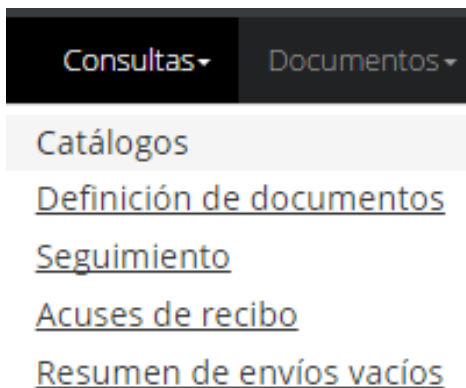 Consultas Documentos
Catálogos
Definición de documentos
Seguimiento
Acuses de recibo
Resumen de envíos vacíos